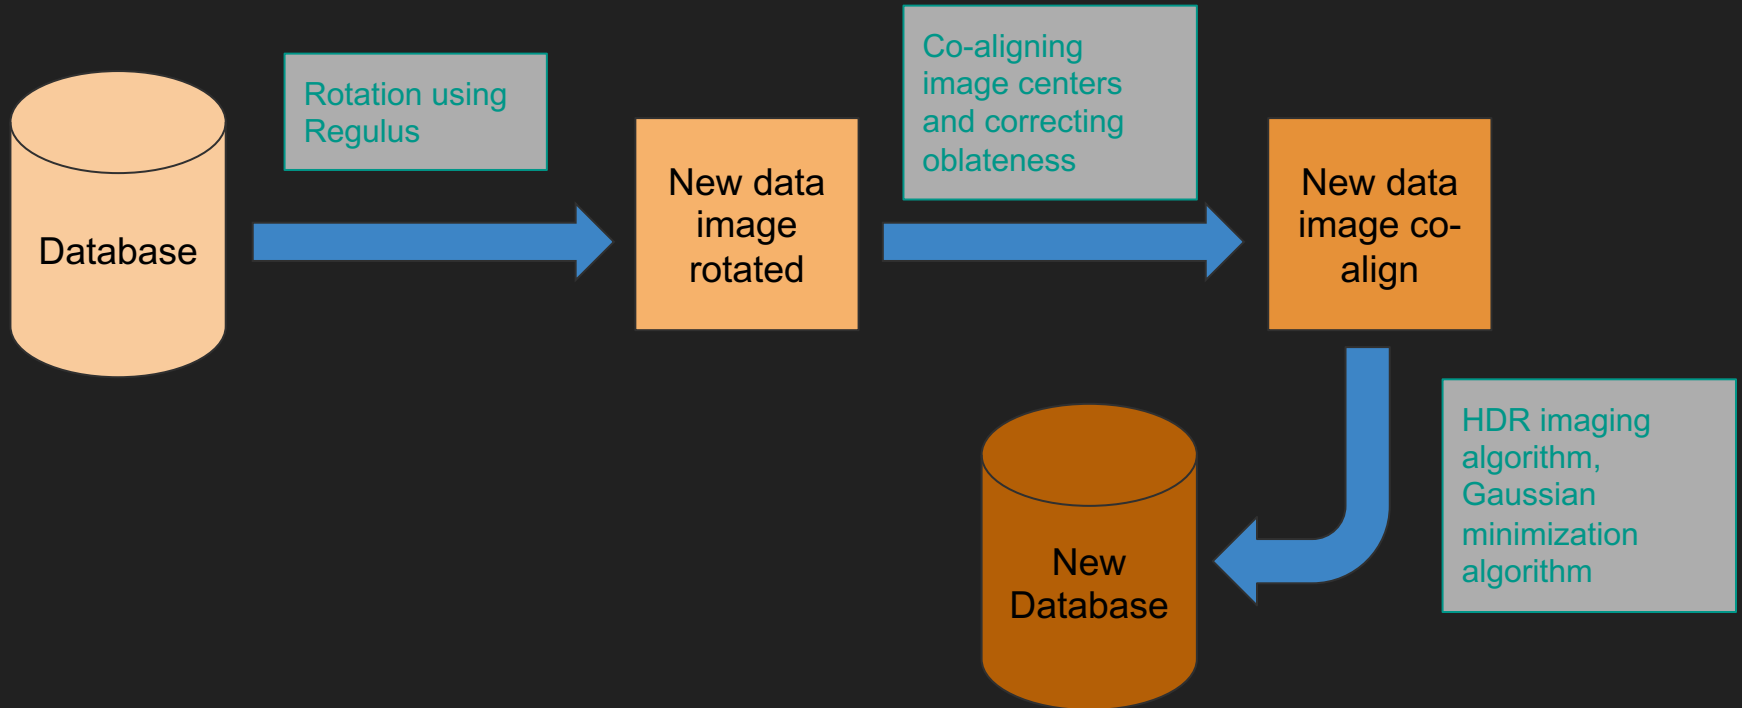 Database
Rotation using
Regulus
New data
image
rotated
Co-aligning
image centers
and correcting
oblateness
New data
image co-
align
HDR imaging
algorithm,
Gaussian
minimization
algorithm
New
Database